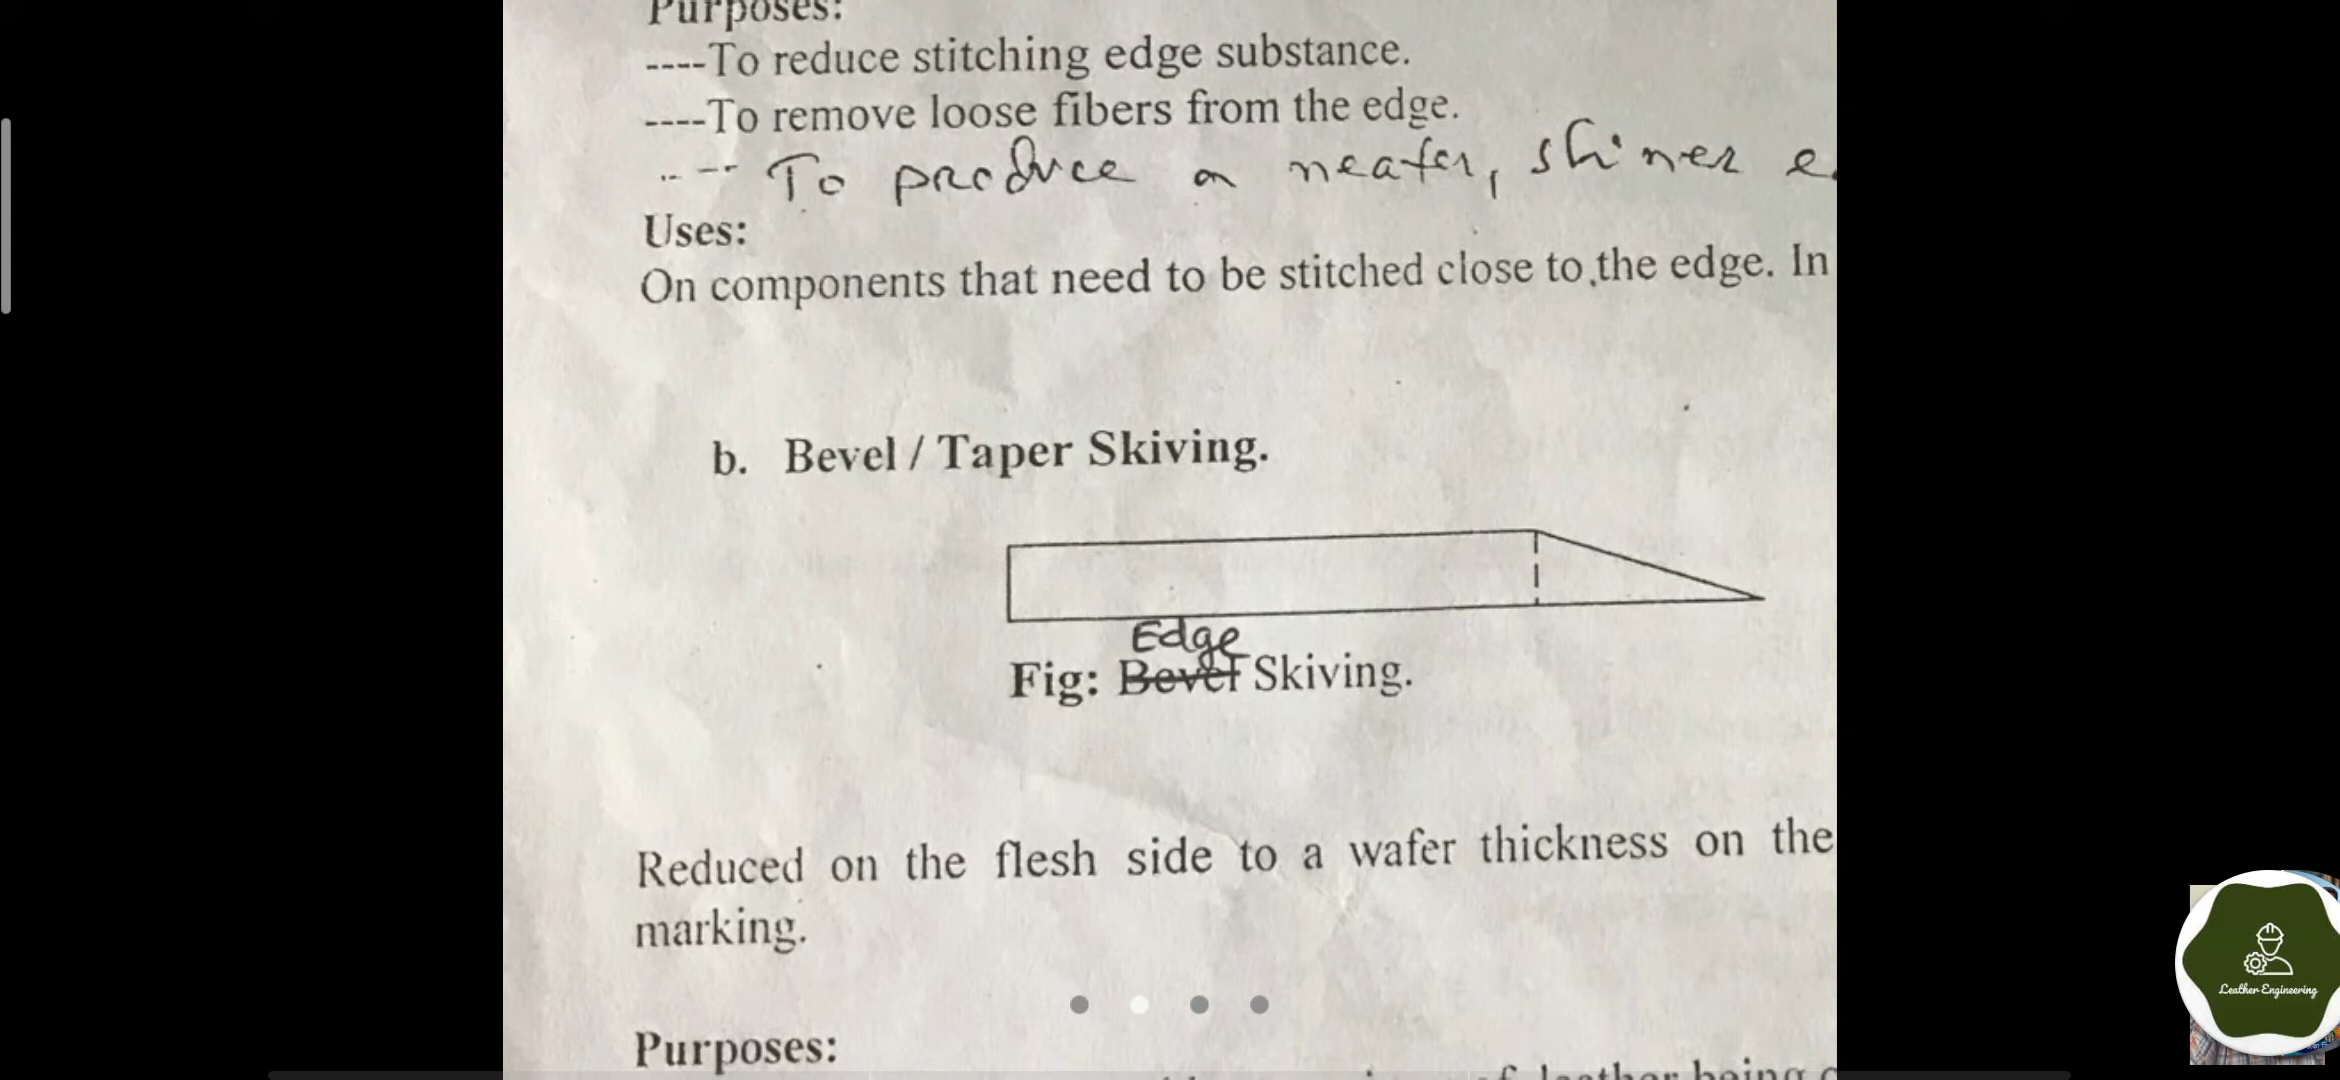 Purposes:
----To reduce stitching edge substance.
----To remove loose fibers from the edge.
---- To produce a neater, shiner e
Uses:
On components that need to be stitched close to the edge. In
b. Bevel / Taper Skiving.
Edge
Fig: Bevel Skiving.
Reduced on the flesh side to a wafer thickness on the
marking.
Purposes:
leather being
Leather Engineering